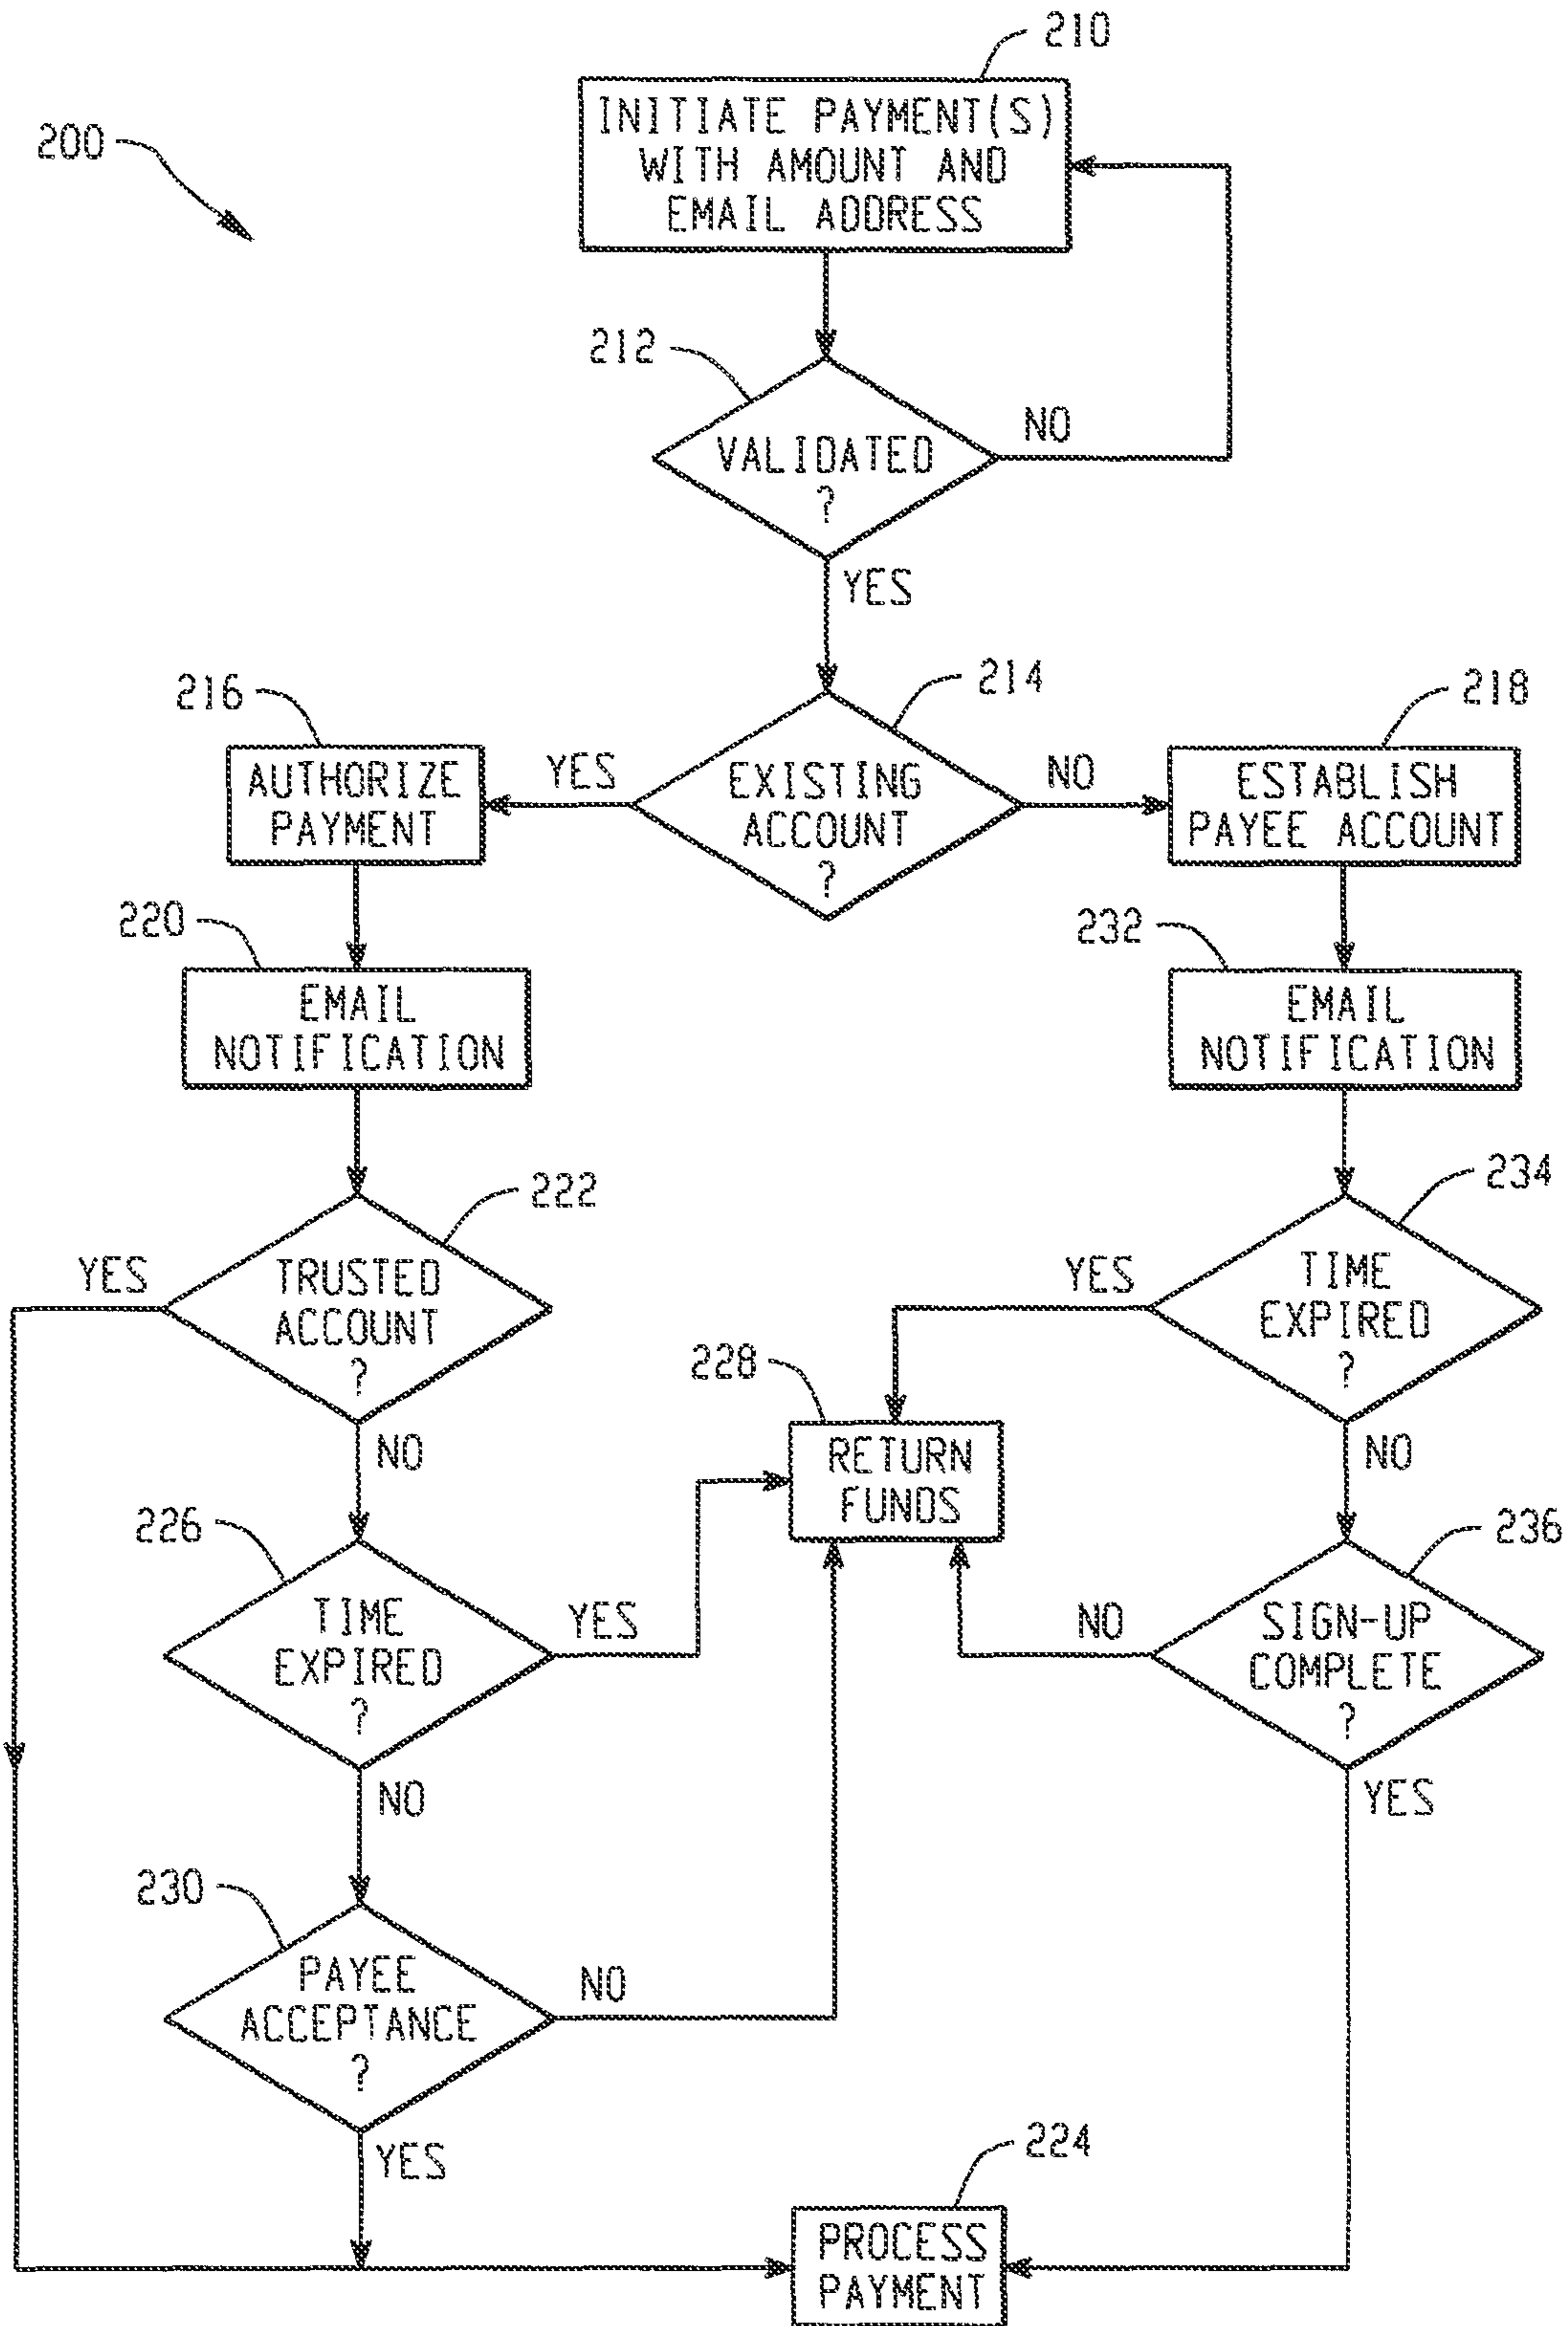 210
200
INITIATE PAYMENT(S)
WITH AMOUNT AND
EMAIL ADDRESS
212
VALIDATED
?
NO
YES
216
214
218
AUTHORIZE
PAYMENT
YES
EXISTING
ACCOUNT
?
NO
ESTABLISH
PAYEE ACCOUNT
220
232
EMAIL
NOTIFICATION
EMAIL
NOTIFICATION
222
234
YES
TRUSTED
ACCOUNT
?
YES
TIME
EXPIRED
?
228
NO
RETURN
FUNDS
NO
226
236
TIME
EXPIRED
?
YES
NO
SIGN-UP
COMPLETE
?
NO
YES
230
PAYEE
ACCEPTANCE
?
NO
YES
224
PROCESS
PAYMENT